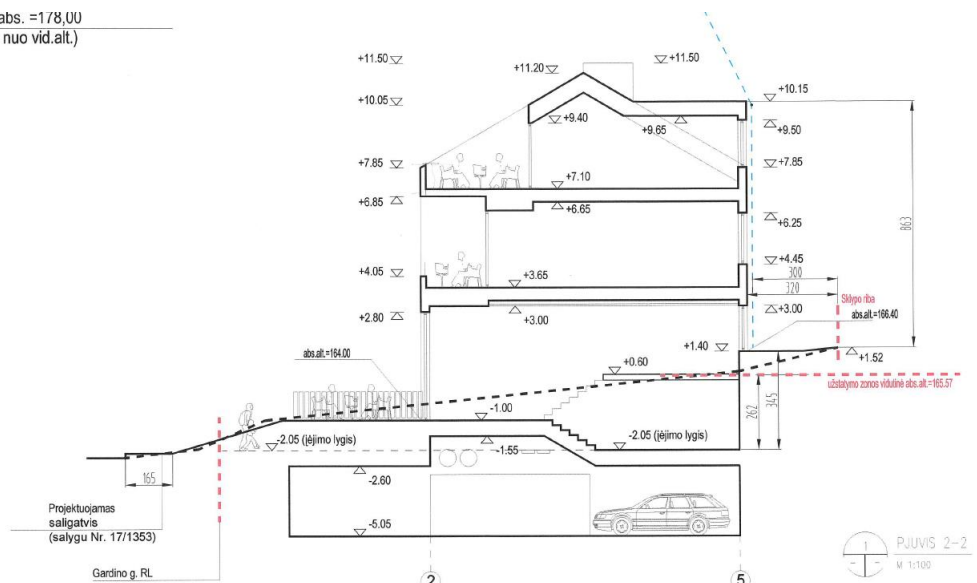 abs. =178,00
nuo vid.alt.)
+11.50
+11.20
+11.50
+10.05
+10.15
+9.40
+9.65
+9.50
+7.85
+7.85
+7.10
+6.85
+6.65
+6.25
863
+4.45
+4.05
+3.65
300
320
Sklypo riba
+3.00
+3.00
+2.80
abs.alt.=166.40
+1.40
abs.alt.=164.00
+1.52
+0.60
užstatymo zonos vidutinė abs.alt.=165.57
-1.00
262
345
-2.05 (įėjimo lygis)
-2.05 (įėjimo lygis)
-1.55
165
-2.60
Projektuojamas
saligatvis
(salygu Nr. 17/1353)
-5.05
1
PJUVIS 2-2
M 1:100
Gardino g. RL
2
5